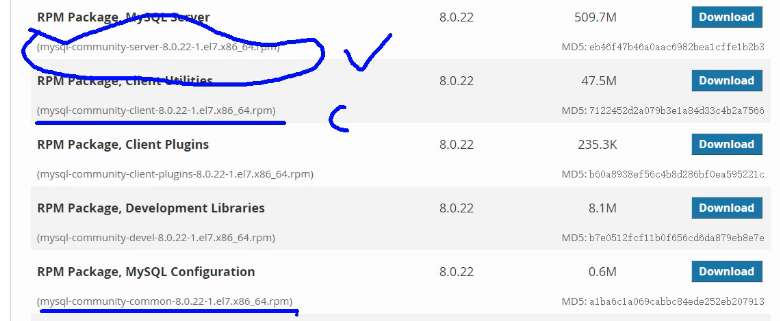 RPM Package, MySQL Server 8.0.22 509.7M Download
(mysql-community-server-8.0.22-1.el7.x86_64.rpm) MD5: eb46f47b46a0aac6982bea1cffe1b2b3
RPM Package, Client Utilities 8.0.22 47.5M Download
(mysql-community-client-8.0.22-1.el7.x86_64.rpm) MD5: 7122452d2a079b3e1a84d33c4b2a7566
RPM Package, Client Plugins 8.0.22 235.3K Download
(mysql-community-client-plugins-8.0.22-1.el7.x86_64.rpm) MD5: b60a8938ef56c4b8d286bf0ea595221c
RPM Package, Development Libraries 8.0.22 8.1M Download
(mysql-community-devel-8.0.22-1.el7.x86_64.rpm) MD5: b7e0512fcf11b0f656cd6da879eb8e7e
RPM Package, MySQL Configuration 8.0.22 0.6M Download
(mysql-community-common-8.0.22-1.el7.x86_64.rpm) MD5: a1ba6c1a069cabbc84ede252eb207913